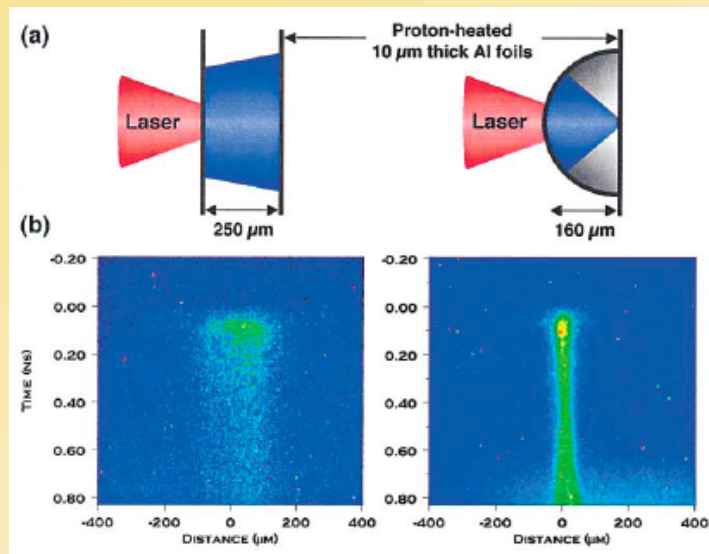 (a)
Proton-heated
10 µm thick Al foils
Laser
Laser
250 µm
160 µm
(b)
-0.20
0.00
0.20
0.40
0.60
0.80
TIME (NS)
-400
-200
0
200
400
DISTANCE (µM)
-0.20
0.00
0.20
0.40
0.60
0.80
-400
-200
0
200
400
DISTANCE (µM)